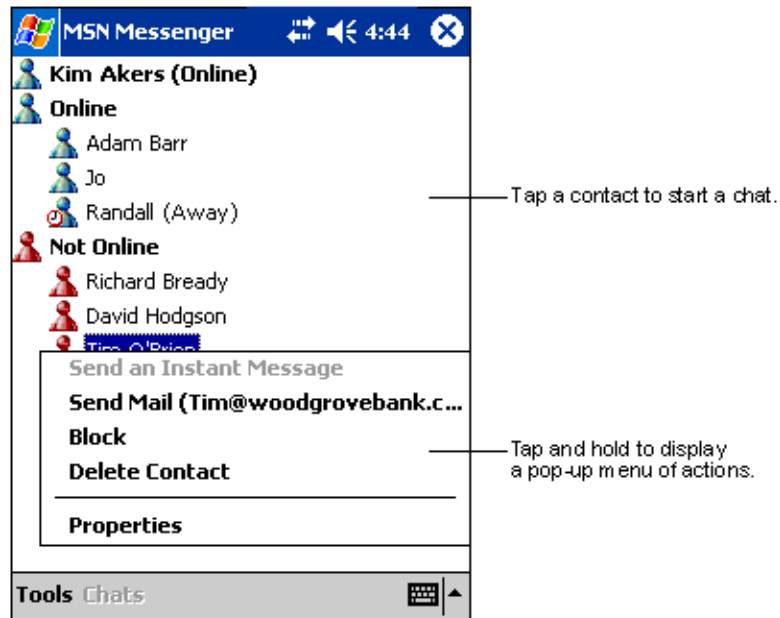 MSN Messenger 4:44
Kim Akers (Online)
Online
Adam Barr
Jo
Randall (Away)
Tap a contact to start a chat.
Not Online
Richard Bready
David Hodgson
Tim O'Brien
Send an Instant Message
Send Mail (Tim@woodgrovebank.c...
Block
Delete Contact
Tap and hold to display
a pop-up menu of actions.
Properties
Tools Chats